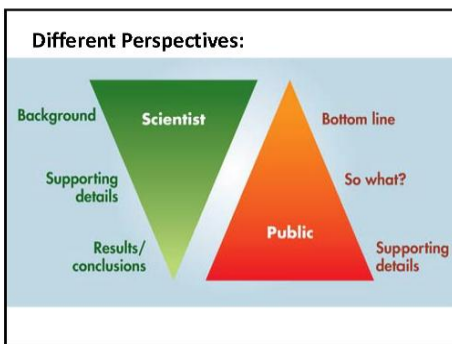 Different Perspectives:
Background
Scientist
Supporting
details
Results/
conclusions
Bottom line
So what?
Public
Supporting
details